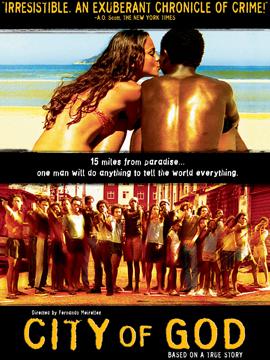 "IRRESISTIBLE. AN EXUBERANT CHRONICLE OF CRIME!"
-A.O. Scott, THE NEW YORK TIMES
15 miles from paradise...
one man will do anything to tell the world everything.
Directed by Fernando Meirelles
CITY OF GOD
BASED ON A TRUE STORY